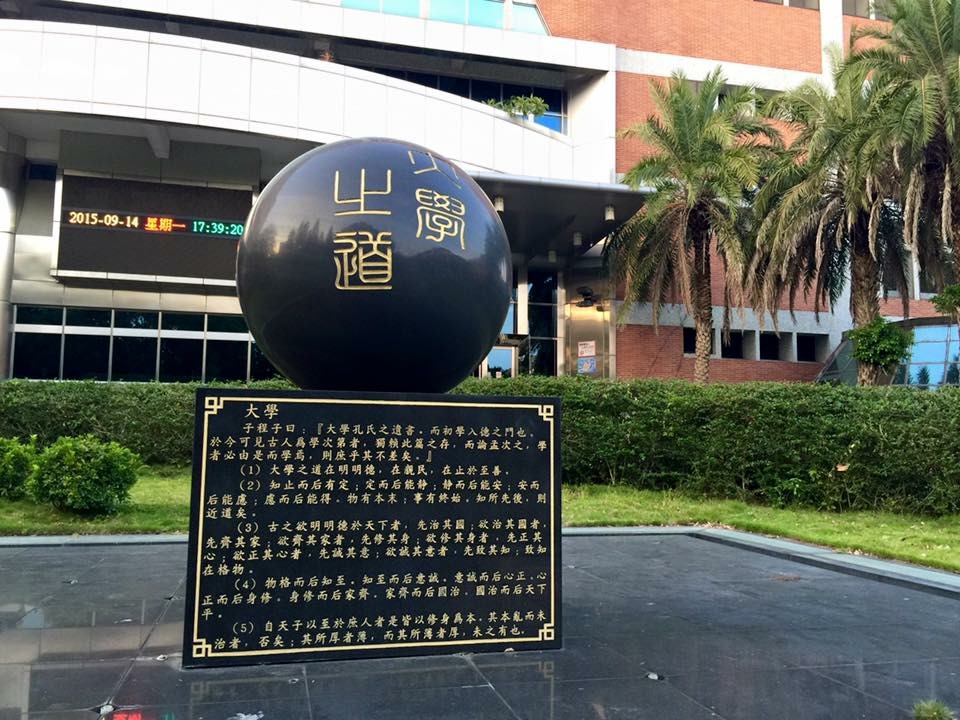 大學
之道
2015-09-14 星期一 17:39:20
大學
子程子曰：『大學孔氏之遺書。而初學入德之門也。
於今可見古人爲學次第者，獨賴此篇之存，而論孟次之，學
者必由是而學焉，則庶乎其不差矣。』
(1) 大學之道在明明德，在親民，在止於至善。
(2) 知止而后有定；定而后能靜；靜而后能安；安而
后能慮；慮而后能得。物有本末；事有終始。知所先後，則
近道矣。
(3) 古之欲明明德於天下者，先治其國；欲治其國者，
先齊其家；欲齊其家者，先修其身；欲修其身者，先正其
心；欲正其心者，先誠其意；欲誠其意者，先致其知；致知
在格物。
(4) 物格而后知至。知至而后意誠。意誠而后心正。心
正而后身修。身修而后家齊。家齊而后國治。國治而后天下
平。
(5) 自天子以至於庶人者是皆以修身爲本。其本亂而末
治者，否矣；其所厚者薄，而其所薄者厚，未之有也。